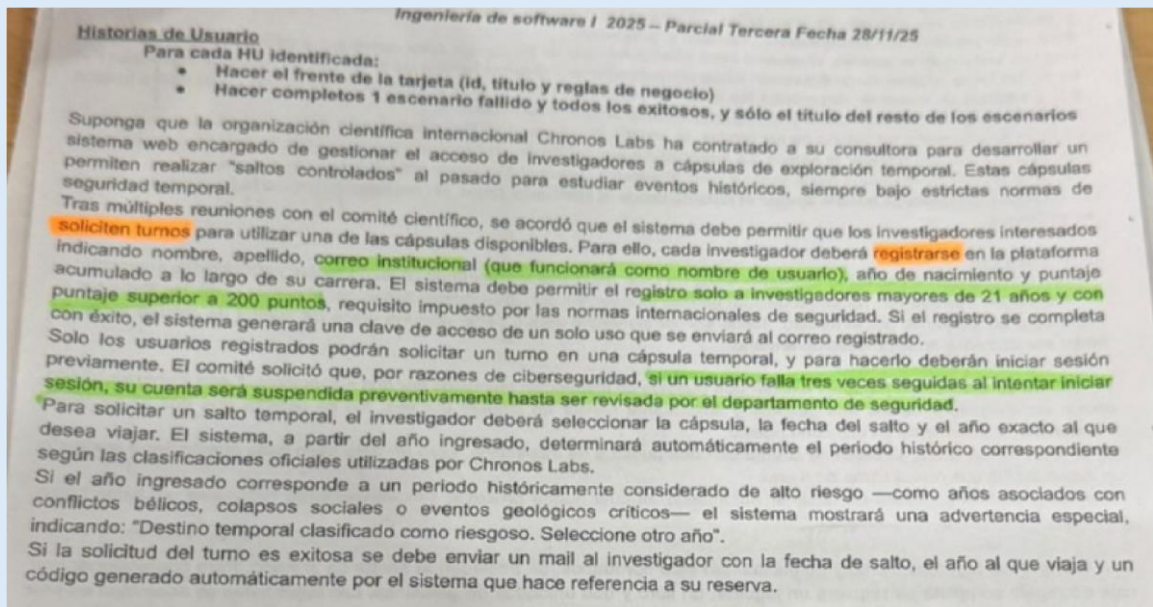 Ingeniería de software I 2025 – Parcial Tercera Fecha 28/11/25
Historias de Usuario
Para cada HU identificada:
• Hacer el frente de la tarjeta (id, título y reglas de negocio)
• Hacer completos 1 escenario fallido y todos los exitosos, y sólo el título del resto de los escenarios
Suponga que la organización científica internacional Chronos Labs ha contratado a su consultora para desarrollar un
sistema web encargado de gestionar el acceso de investigadores a cápsulas de exploración temporal. Estas cápsulas
permiten realizar "saltos controlados" al pasado para estudiar eventos históricos, siempre bajo estrictas normas de
seguridad temporal.
Tras múltiples reuniones con el comité científico, se acordó que el sistema debe permitir que los investigadores interesados
soliciten turnos para utilizar una de las cápsulas disponibles. Para ello, cada investigador deberá registrarse en la plataforma
indicando nombre, apellido, correo institucional (que funcionará como nombre de usuario), año de nacimiento y puntaje
acumulado a lo largo de su carrera. El sistema debe permitir el registro solo a investigadores mayores de 21 años y con
puntaje superior a 200 puntos, requisito impuesto por las normas internacionales de seguridad. Si el registro se completa
con éxito, el sistema generará una clave de acceso de un solo uso que se enviará al correo registrado.
Solo los usuarios registrados podrán solicitar un turno en una cápsula temporal, y para hacerlo deberán iniciar sesión
previamente. El comité solicitó que, por razones de ciberseguridad, si un usuario falla tres veces seguidas al intentar iniciar
sesión, su cuenta será suspendida preventivamente hasta ser revisada por el departamento de seguridad.
Para solicitar un salto temporal, el investigador deberá seleccionar la cápsula, la fecha del salto y el año exacto al que
desea viajar. El sistema, a partir del año ingresado, determinará automáticamente el periodo histórico correspondiente
según las clasificaciones oficiales utilizadas por Chronos Labs.
Si el año ingresado corresponde a un periodo históricamente considerado de alto riesgo —como años asociados con
conflictos bélicos, colapsos sociales o eventos geológicos críticos— el sistema mostrará una advertencia especial,
indicando: "Destino temporal clasificado como riesgoso. Seleccione otro año".
Si la solicitud del turno es exitosa se debe enviar un mail al investigador con la fecha de salto, el año al que viaja y un
código generado automáticamente por el sistema que hace referencia a su reserva.